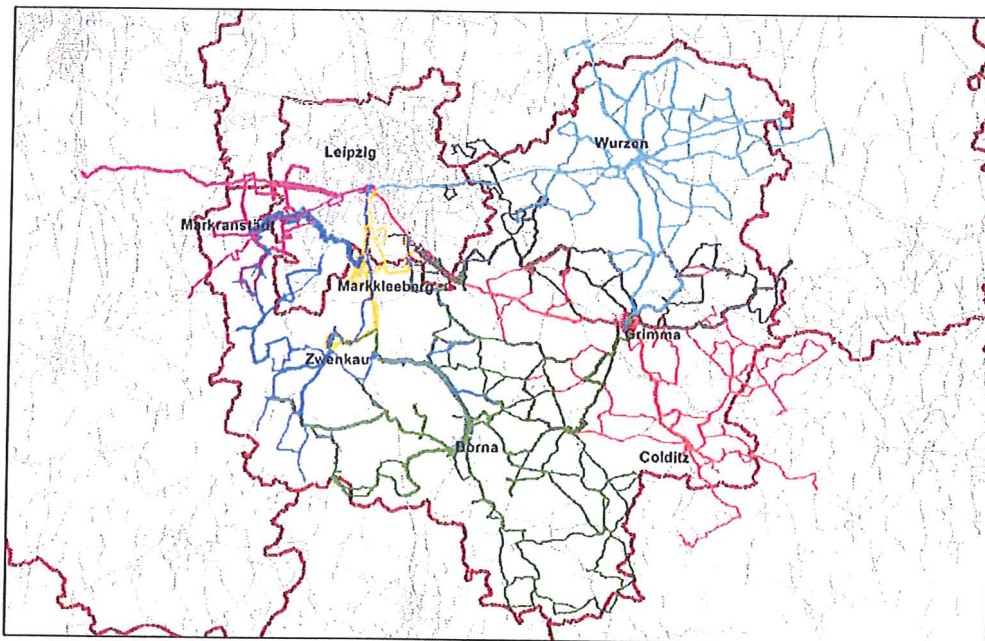 Leipzig
Wurzen
Markranstädt
Markkleeberg
Grimma
Zwenkau
Borna
Colditz